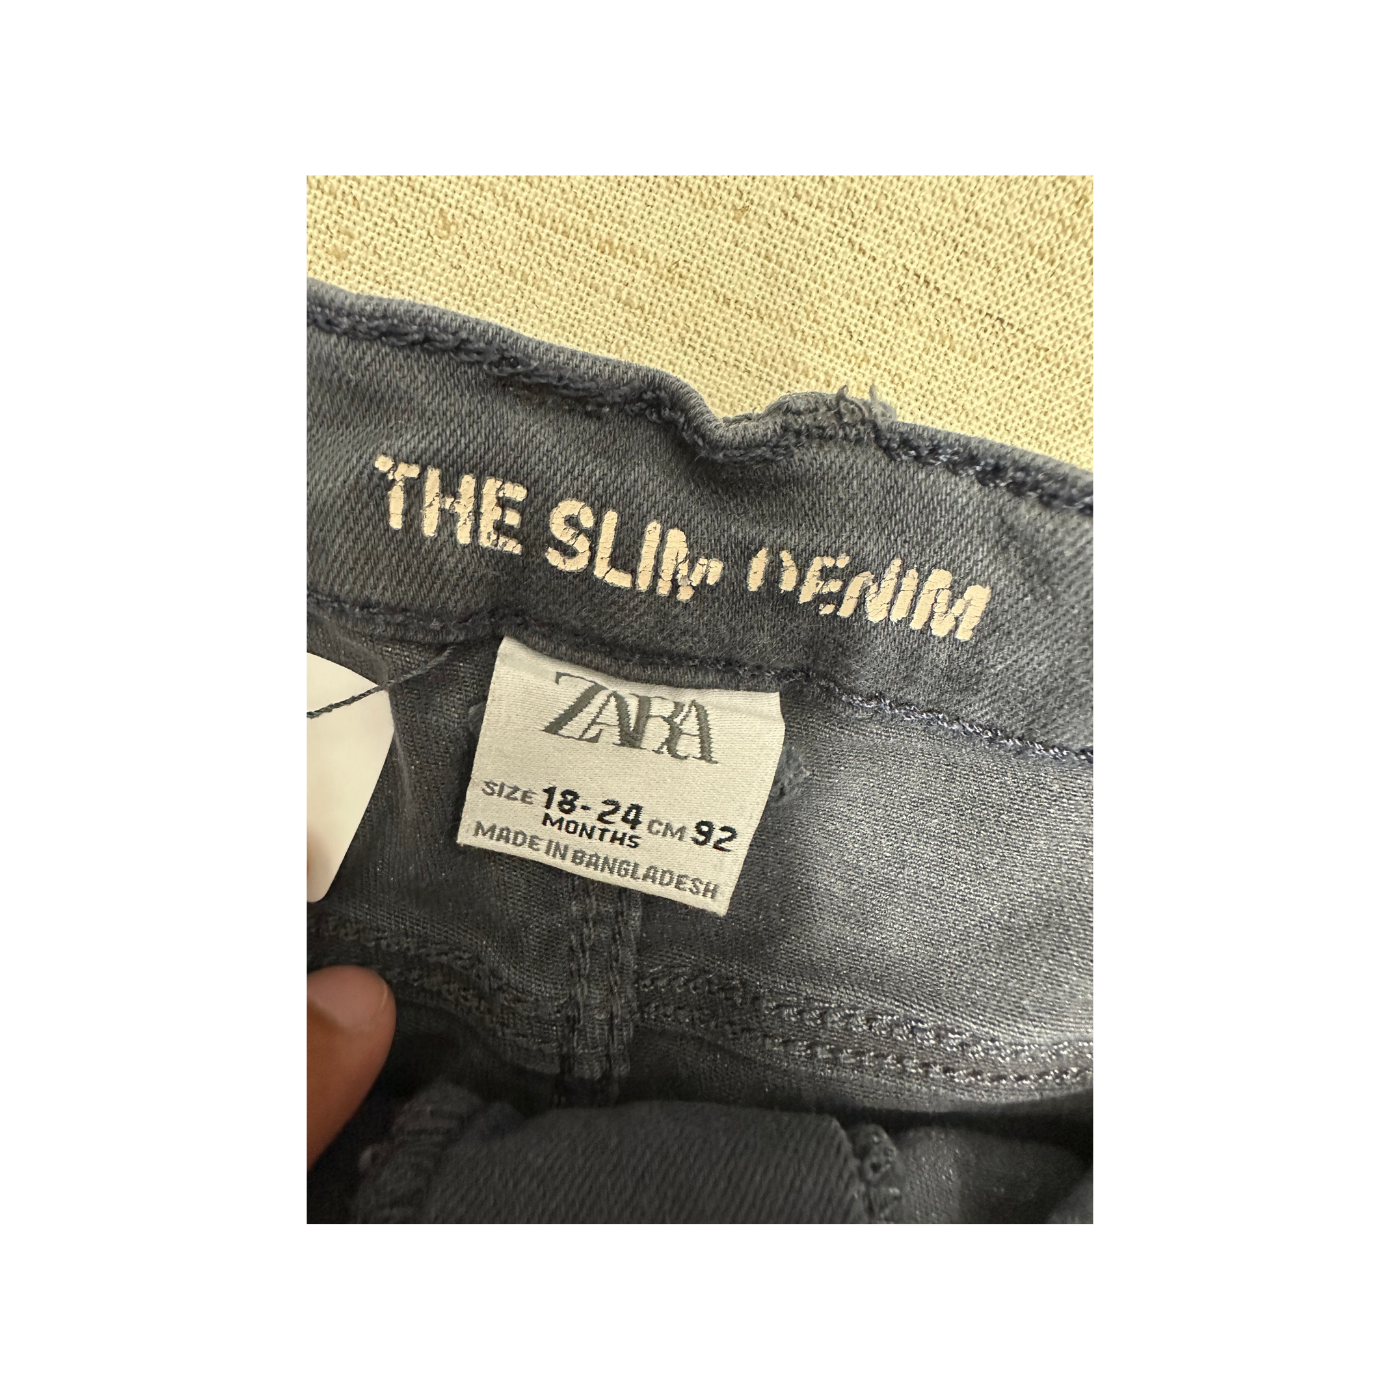 THE SLIM DENIM
ZARA
SIZE 18-24 CM 92
MONTHS
MADE IN BANGLADESH